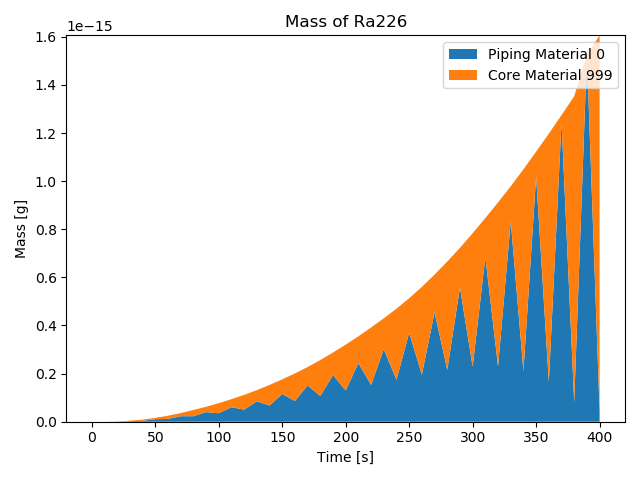 Mass of Ra226
1e−15
Piping Material 0
Core Material 999
1.6
1.4
1.2
1.0
0.8
0.6
0.4
0.2
0.0
Mass [g]
0 50 100 150 200 250 300 350 400
Time [s]